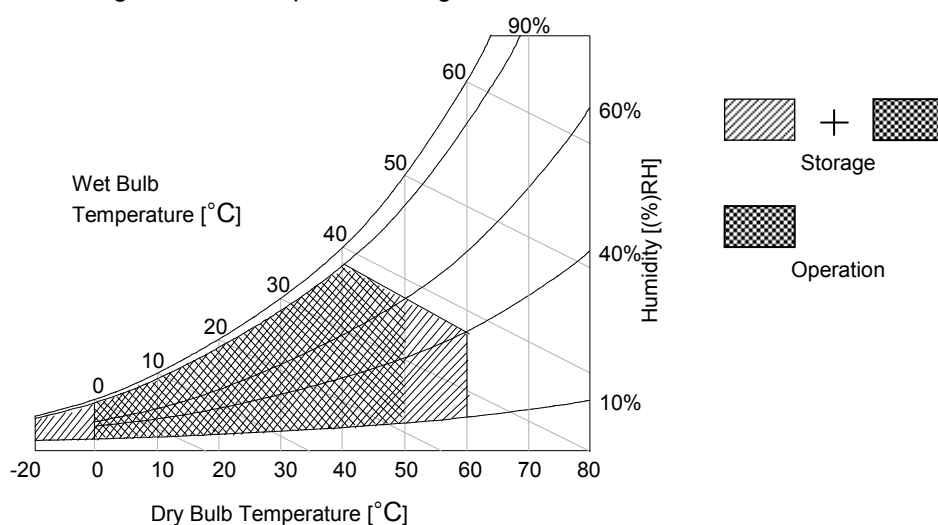 90%
60
60%
50
Wet Bulb
Temperature [°C]
Humidity [(%)RH]
40
40%
30
20
10
0
10%
-20 0 10 20 30 40 50 60 70 80
Dry Bulb Temperature [°C]
+
Storage
Operation